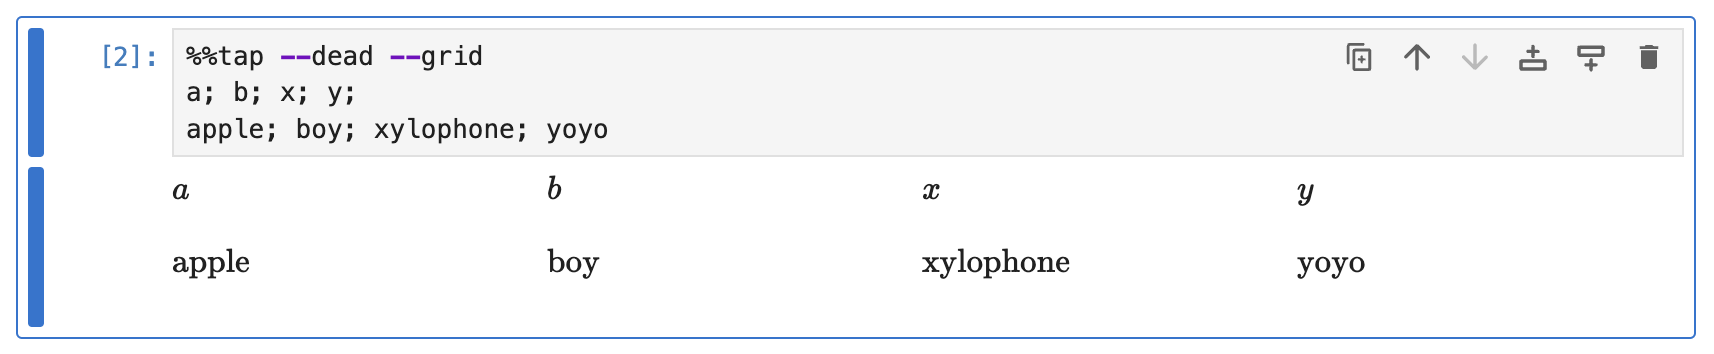 [2]: %%tap --dead --grid
a; b; x; y;
apple; boy; xylophone; yoyo
a b x y
apple boy xylophone yoyo